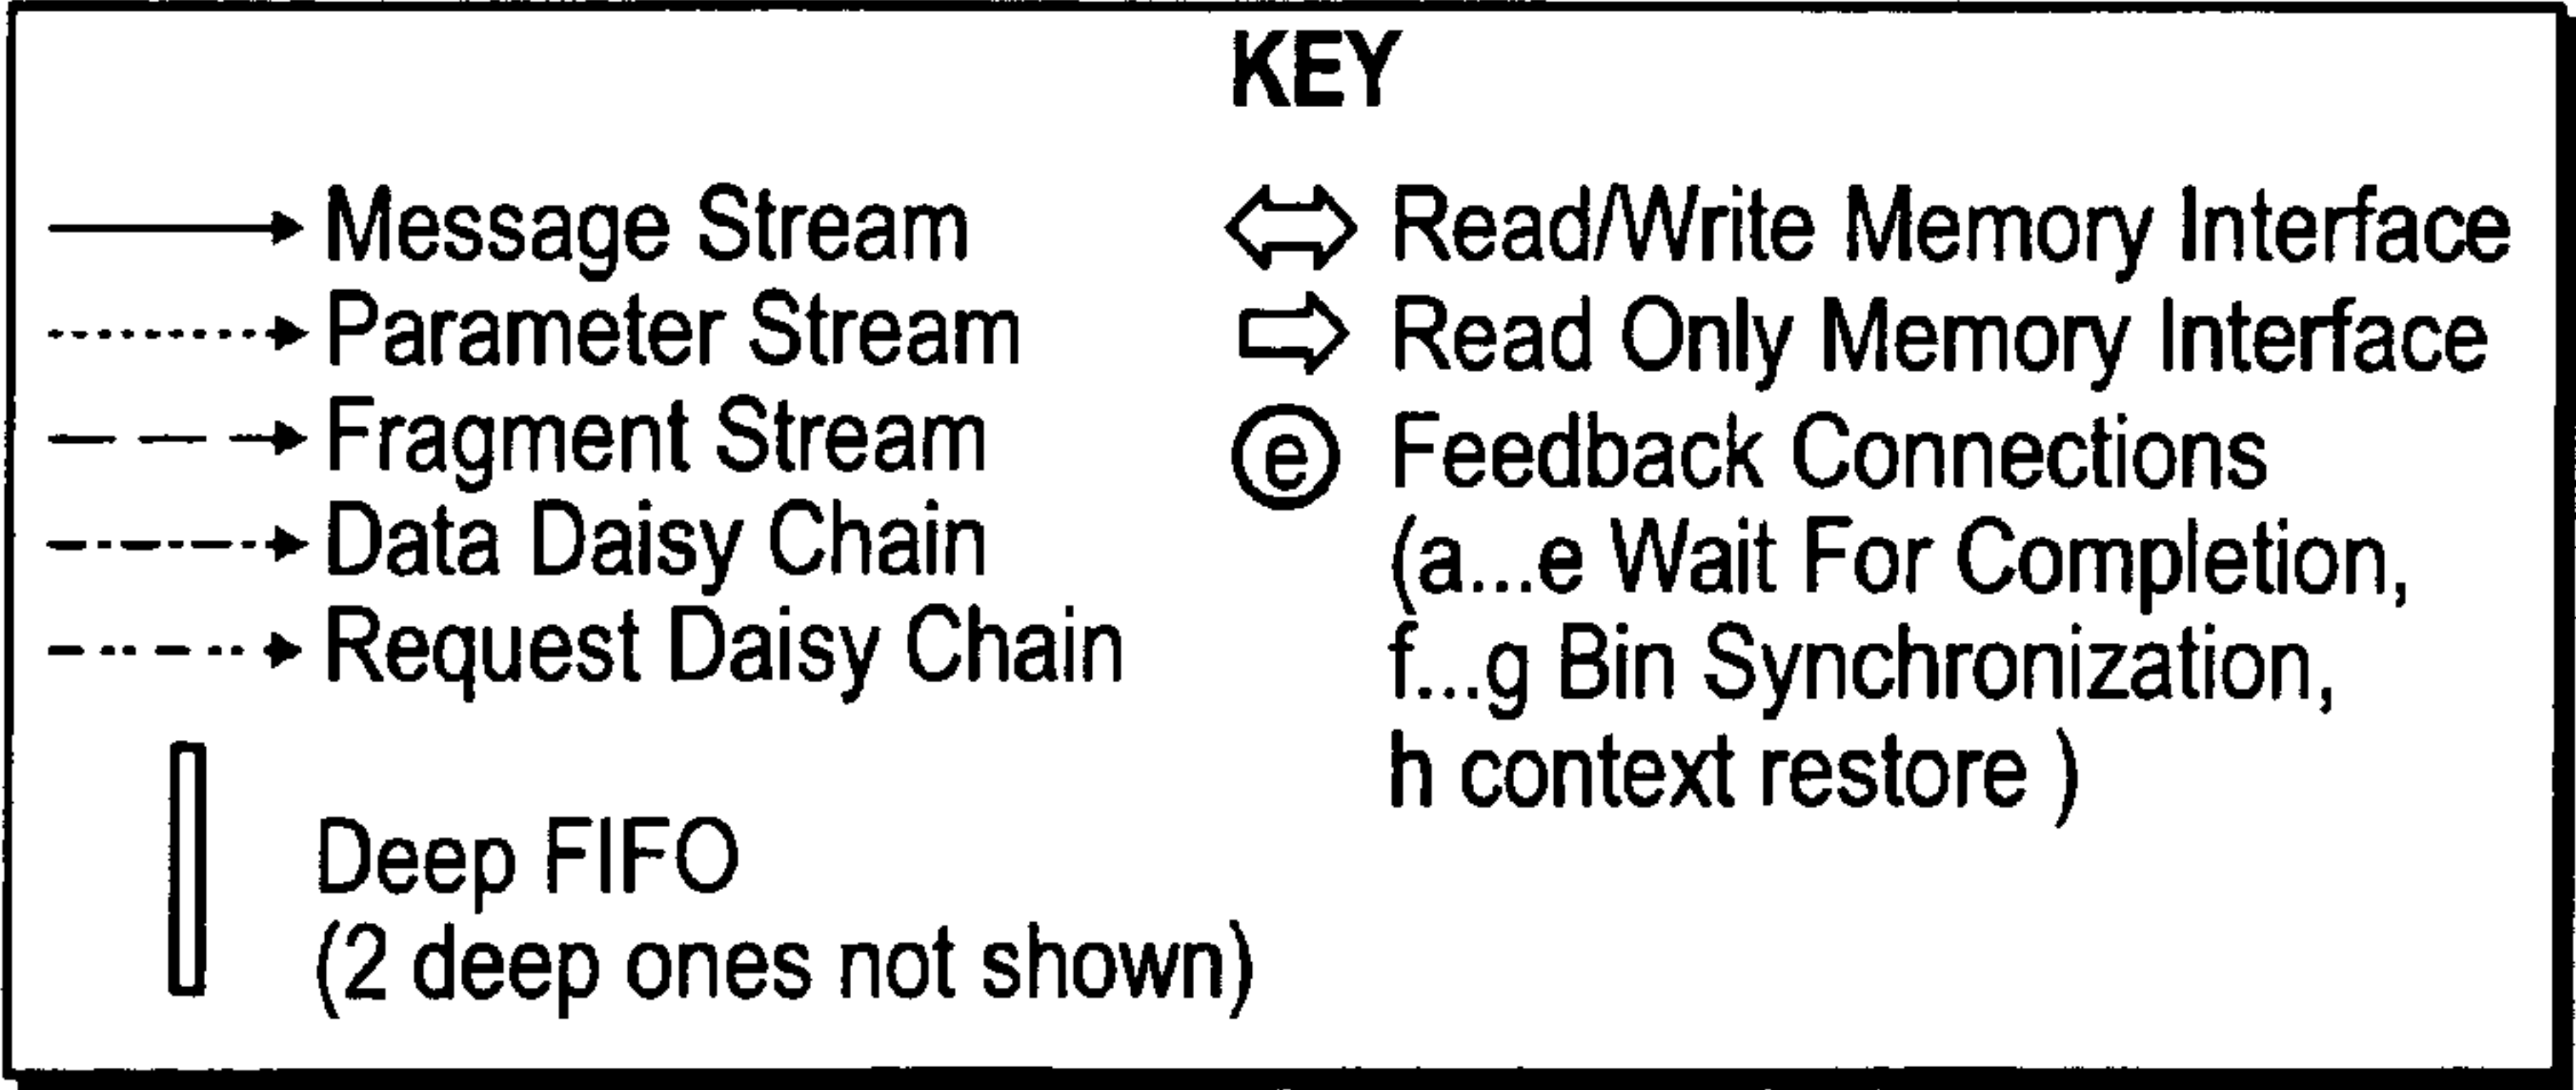 KEY
Message Stream
Parameter Stream
Fragment Stream
Data Daisy Chain
Request Daisy Chain
Deep FIFO
(2 deep ones not shown)
Read/Write Memory Interface
Read Only Memory Interface
e Feedback Connections
(a...e Wait For Completion,
f...g Bin Synchronization,
h context restore )